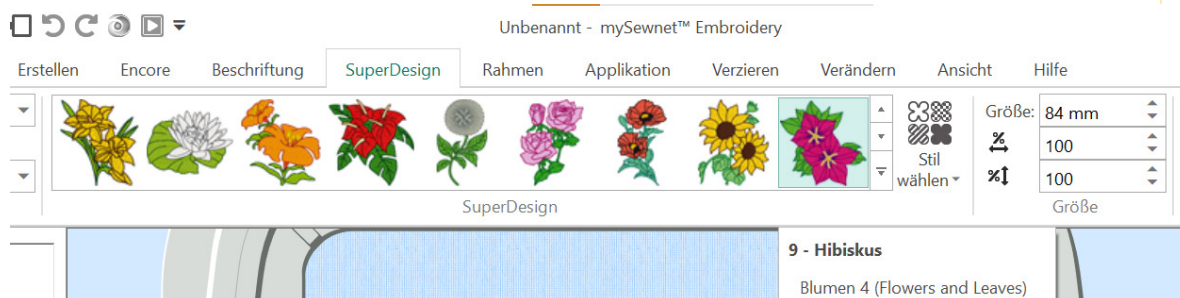 Unbenannt - mySewnet™ Embroidery
Erstellen Encore Beschriftung SuperDesign Rahmen Applikation Verzieren Verändern Ansicht Hilfe
Größe: 84 mm
% 100
Stil
wählen
% 100
SuperDesign Größe
9 - Hibiskus
Blumen 4 (Flowers and Leaves)